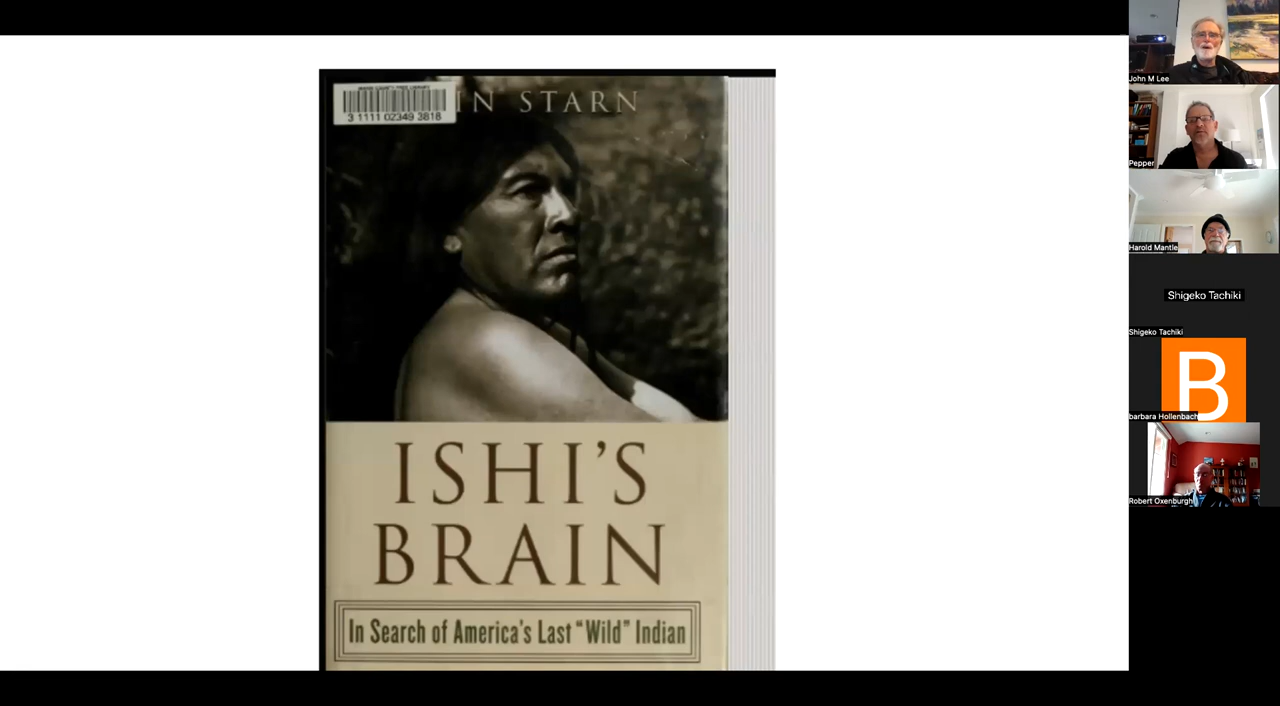 IN STARN
3 1111 02349 3818
ISHI'S
BRAIN
In Search of America's Last "Wild" Indian
John M Lee
Pepper
Harold Mantle
Shigeko Tachiki
Shigeko Tachiki
B
barbara Hollenbach
Robert Oxenburgh